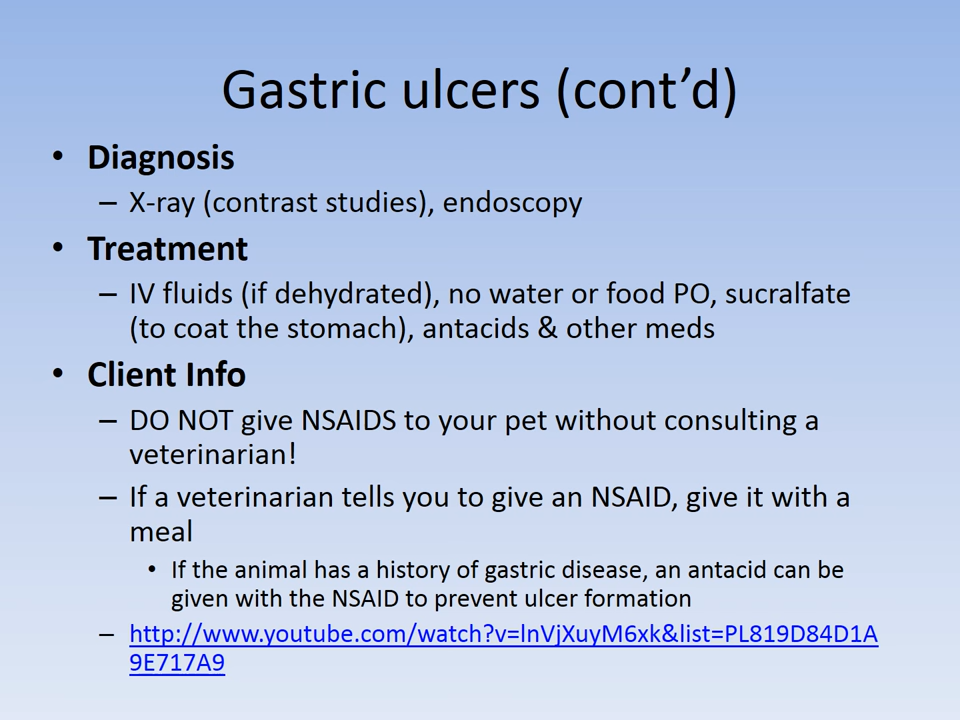 Gastric ulcers (cont’d)
• Diagnosis
– X-ray (contrast studies), endoscopy
• Treatment
– IV fluids (if dehydrated), no water or food PO, sucralfate
(to coat the stomach), antacids & other meds
• Client Info
– DO NOT give NSAIDS to your pet without consulting a
veterinarian!
– If a veterinarian tells you to give an NSAID, give it with a
meal
• If the animal has a history of gastric disease, an antacid can be
given with the NSAID to prevent ulcer formation
– http://www.youtube.com/watch?v=lnVjXuyM6xk&list=PL819D84D1A
9E717A9